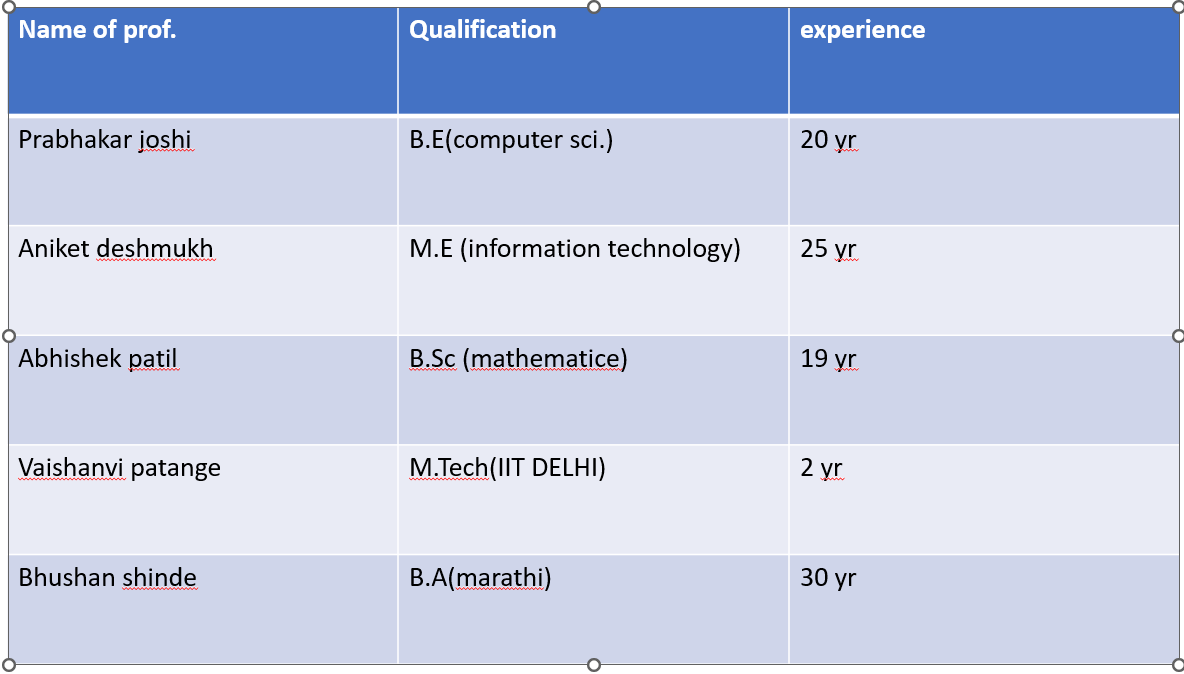 Name of prof. Qualification experience
Prabhakar joshi B.E(computer sci.) 20 yr
Aniket deshmukh M.E (information technology) 25 yr
Abhishek patil B.Sc (mathematice) 19 yr
Vaishanvi patange M.Tech(IIT DELHI) 2 yr
Bhushan shinde B.A(marathi) 30 yr